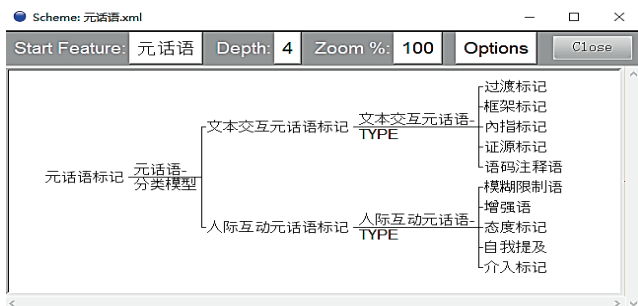 Scheme: 元话语.xml
Start Feature: 元话语 Depth: 4 Zoom %: 100 Options Close
过渡标记
框架标记
文本交互元话语标记 文本交互元话语-
TYPE
内指标记
证源标记
语码注释语
元话语标记 元话语-
分类模型
模糊限制语
增强语
人际互动元话语标记 人际互动元话语-
TYPE
态度标记
自我提及
介入标记